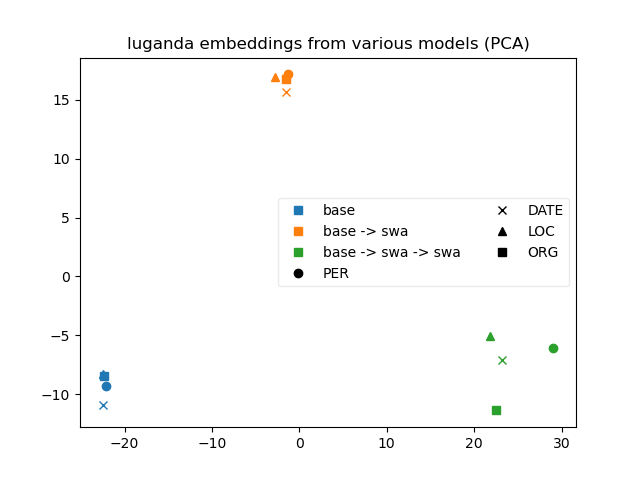 luganda embeddings from various models (PCA)
15
10
5
0
−5
−10
base
base -> swa
base -> swa -> swa
PER
DATE
LOC
ORG
−20
−10
0
10
20
30